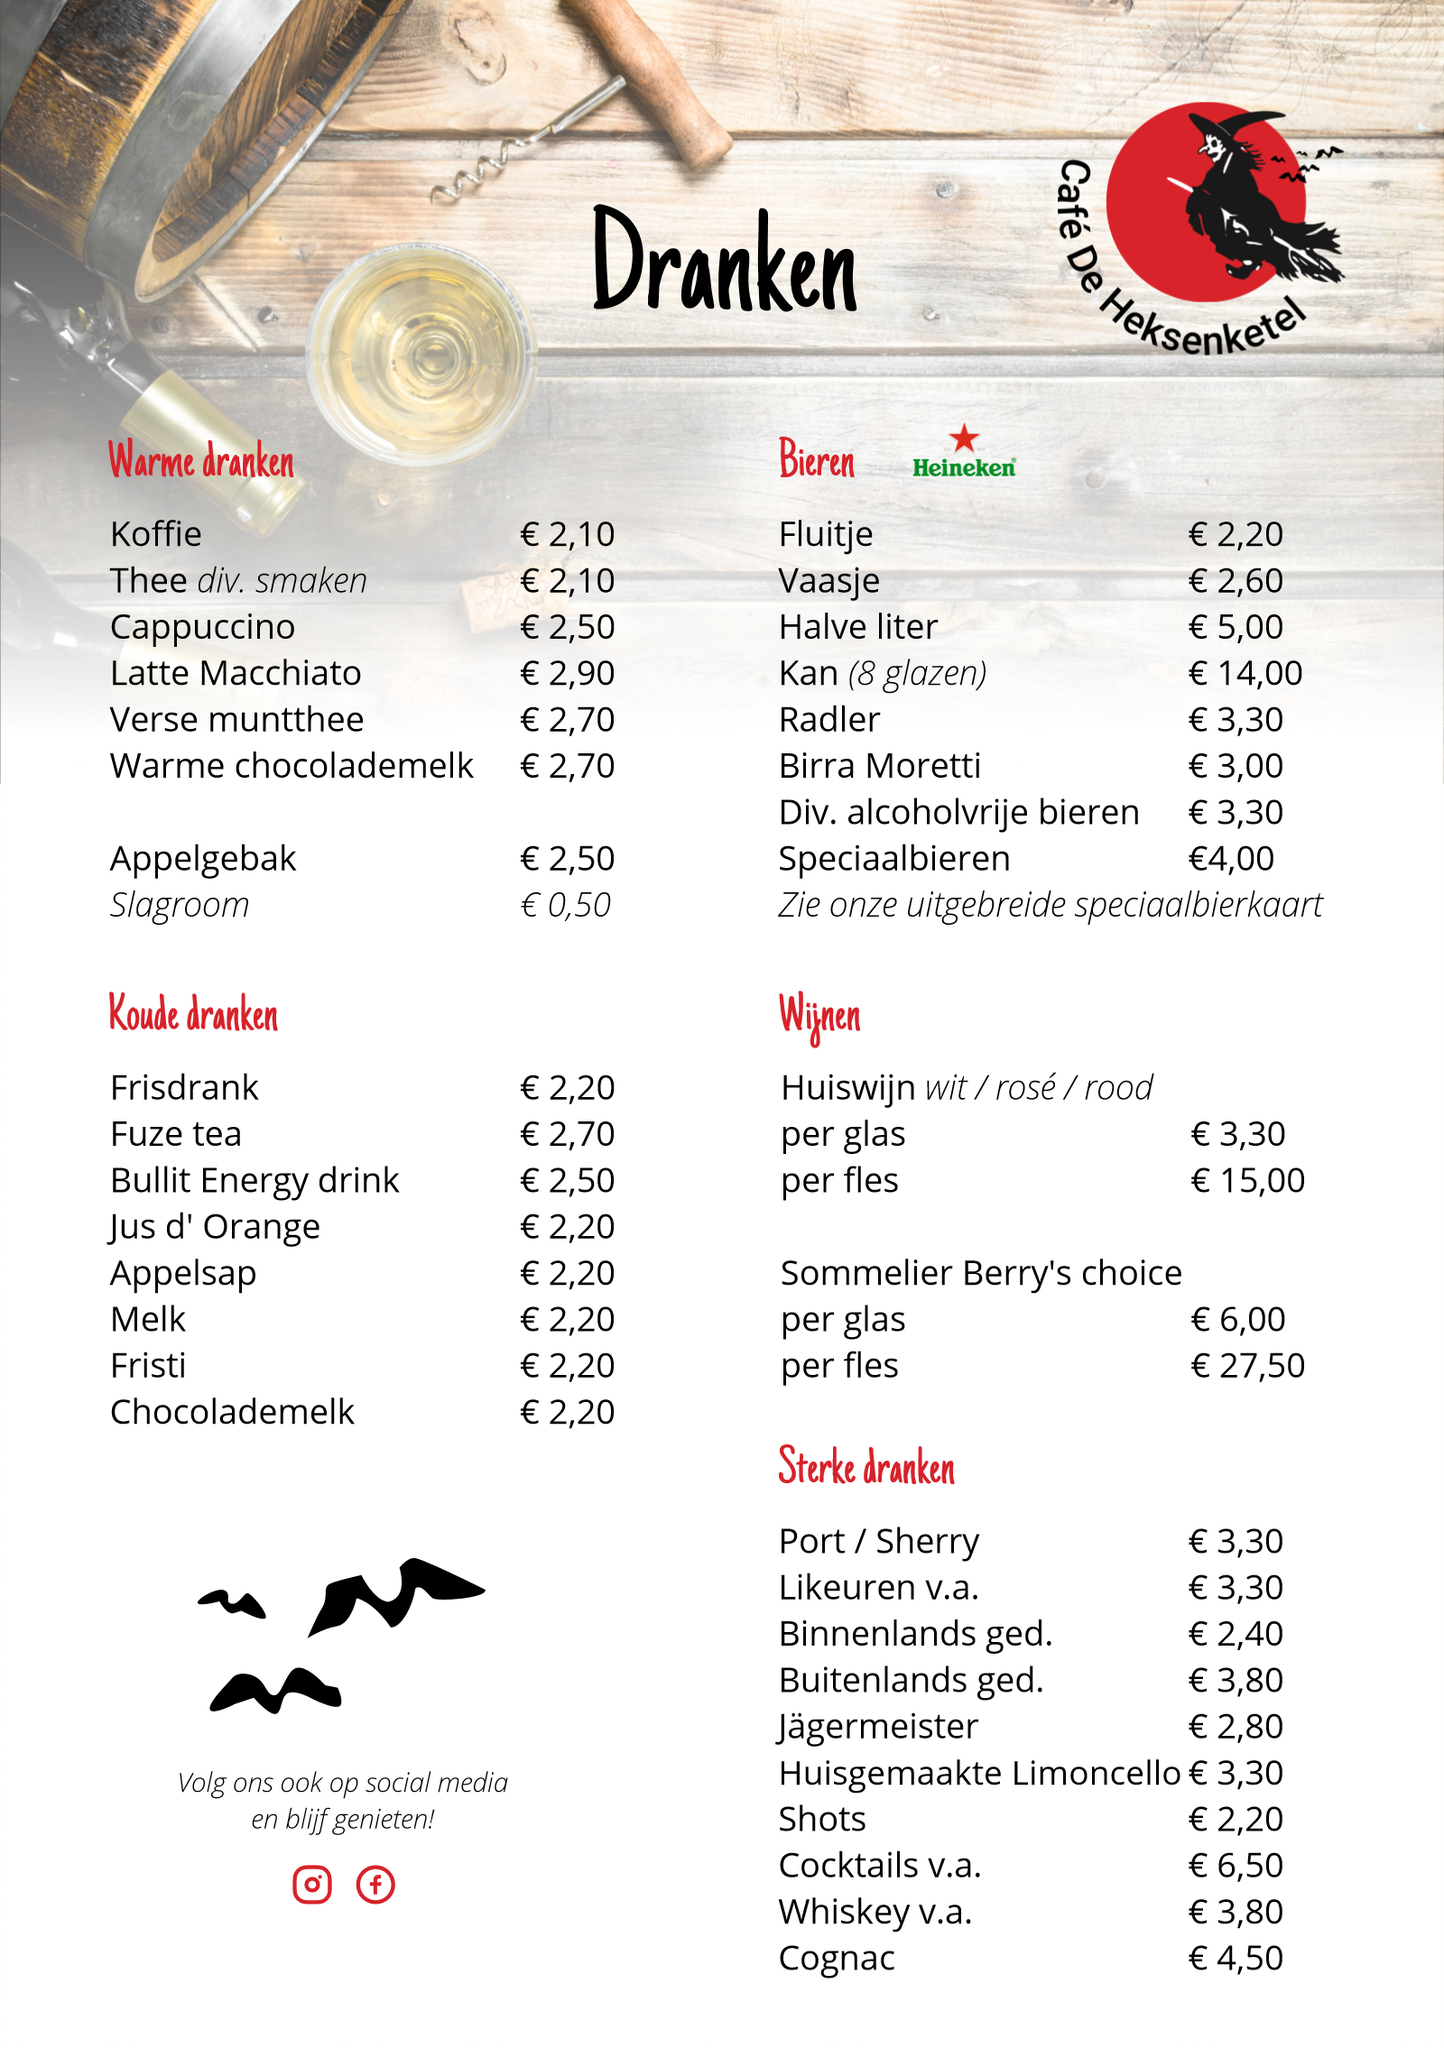 Dranken
Café De Heksenketel
Warme dranken
Koffie € 2,10
Thee div. smaken € 2,10
Cappuccino € 2,50
Latte Macchiato € 2,90
Verse muntthee € 2,70
Warme chocolademelk € 2,70
Appelgebak € 2,50
Slagroom € 0,50
Koude dranken
Frisdrank € 2,20
Fuze tea € 2,70
Bullit Energy drink € 2,50
Jus d' Orange € 2,20
Appelsap € 2,20
Melk € 2,20
Fristi € 2,20
Chocolademelk € 2,20
Volg ons ook op social media
en blijf genieten!
Bieren Heineken
Fluitje € 2,20
Vaasje € 2,60
Halve liter € 5,00
Kan (8 glazen) € 14,00
Radler € 3,30
Birra Moretti € 3,00
Div. alcoholvrije bieren € 3,30
Speciaalbieren €4,00
Zie onze uitgebreide speciaalbierkaart
Wijnen
Huiswijn wit / rosé / rood
per glas € 3,30
per fles € 15,00
Sommelier Berry's choice
per glas € 6,00
per fles € 27,50
Sterke dranken
Port / Sherry € 3,30
Likeuren v.a. € 3,30
Binnenlands ged. € 2,40
Buitenlands ged. € 3,80
Jägermeister € 2,80
Huisgemaakte Limoncello € 3,30
Shots € 2,20
Cocktails v.a. € 6,50
Whiskey v.a. € 3,80
Cognac € 4,50